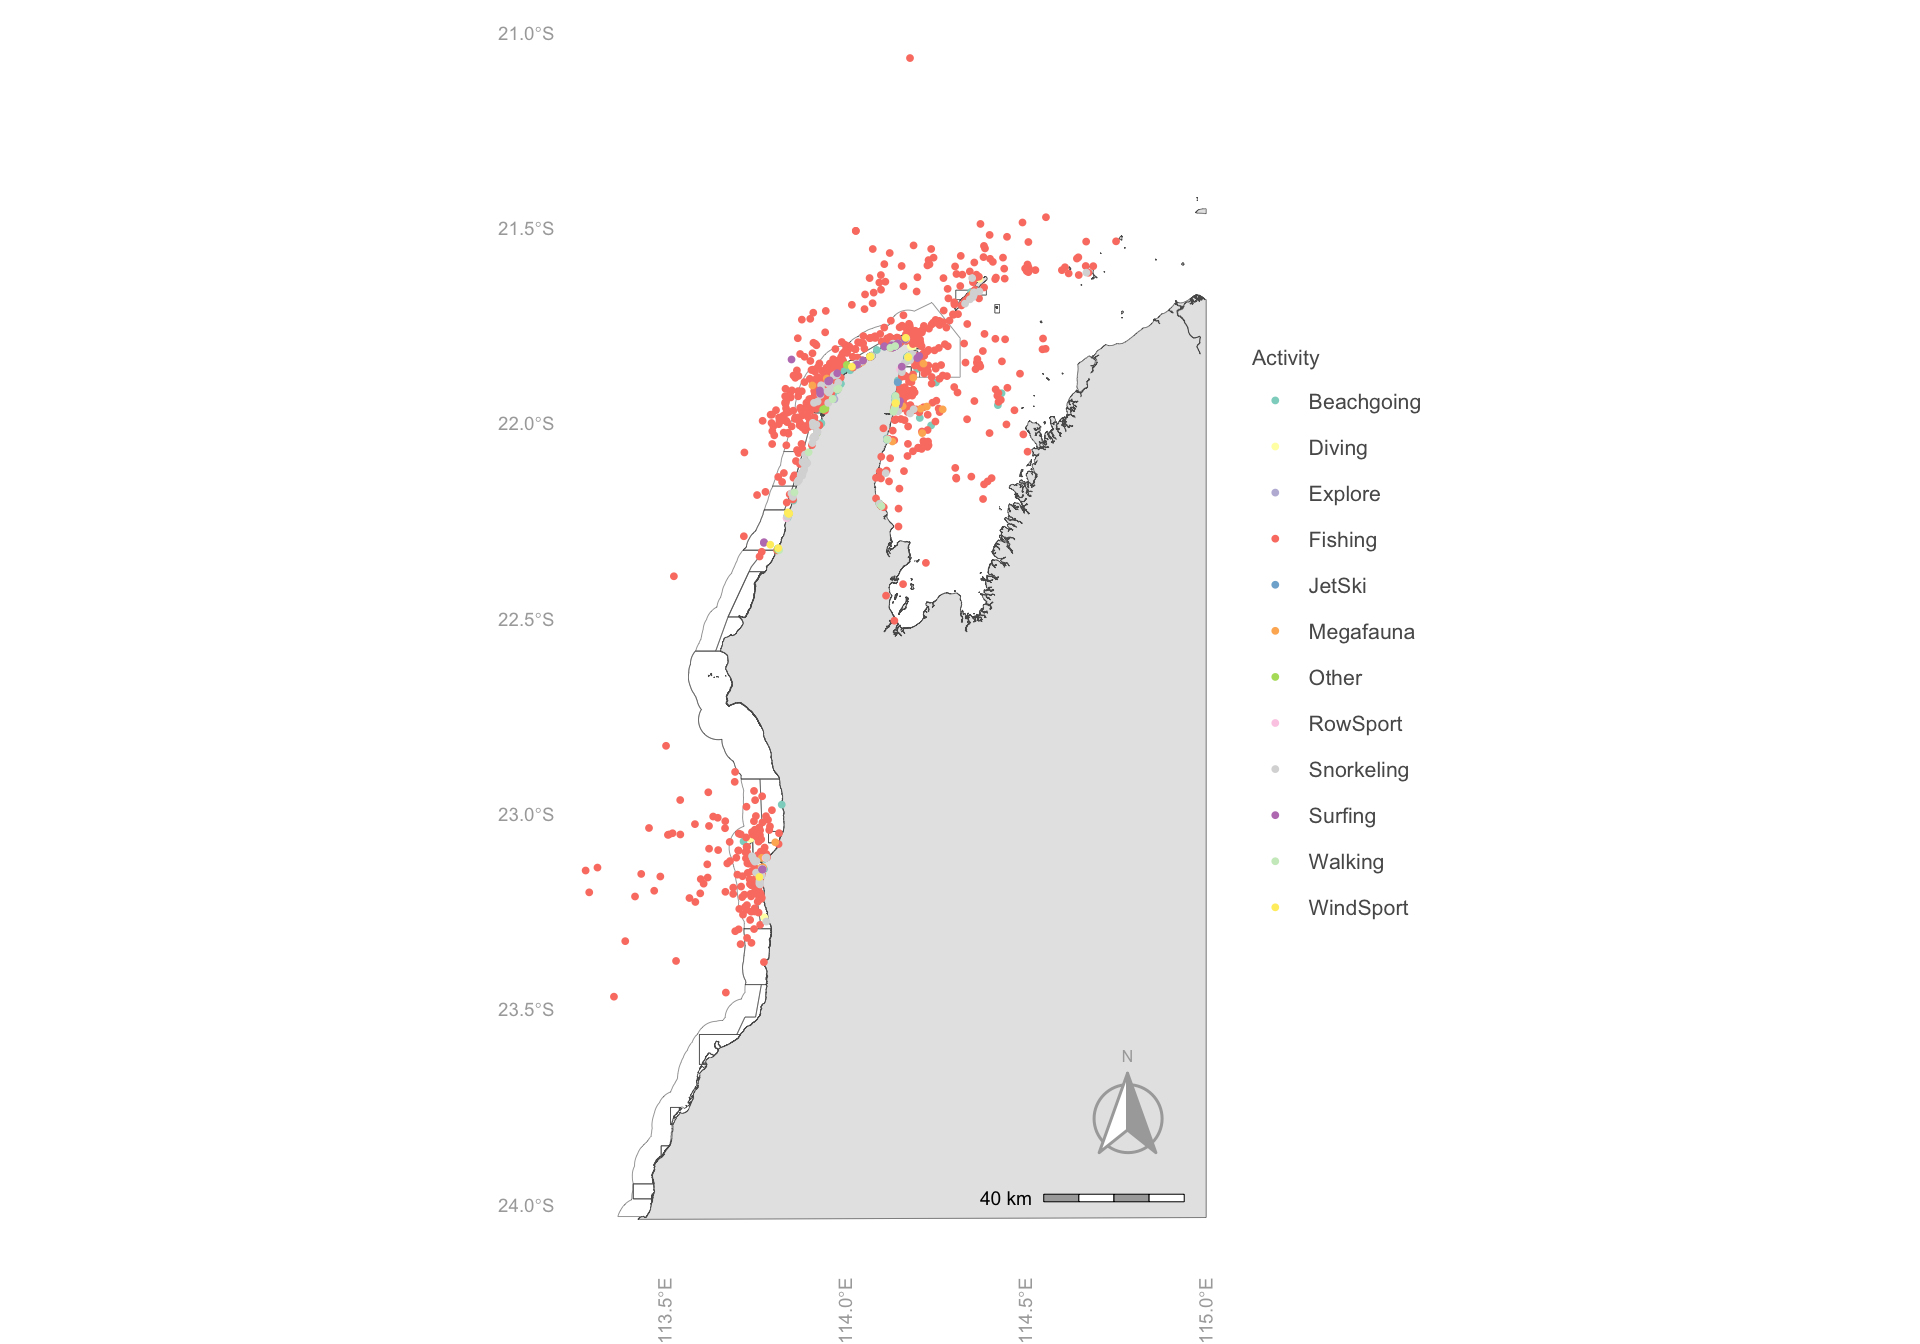 21.0°S
21.5°S
22.0°S
22.5°S
23.0°S
23.5°S
24.0°S
113.5°E
114.0°E
114.5°E
115.0°E
N
40 km
Activity
Beachgoing
Diving
Explore
Fishing
JetSki
Megafauna
Other
RowSport
Snorkeling
Surfing
Walking
WindSport